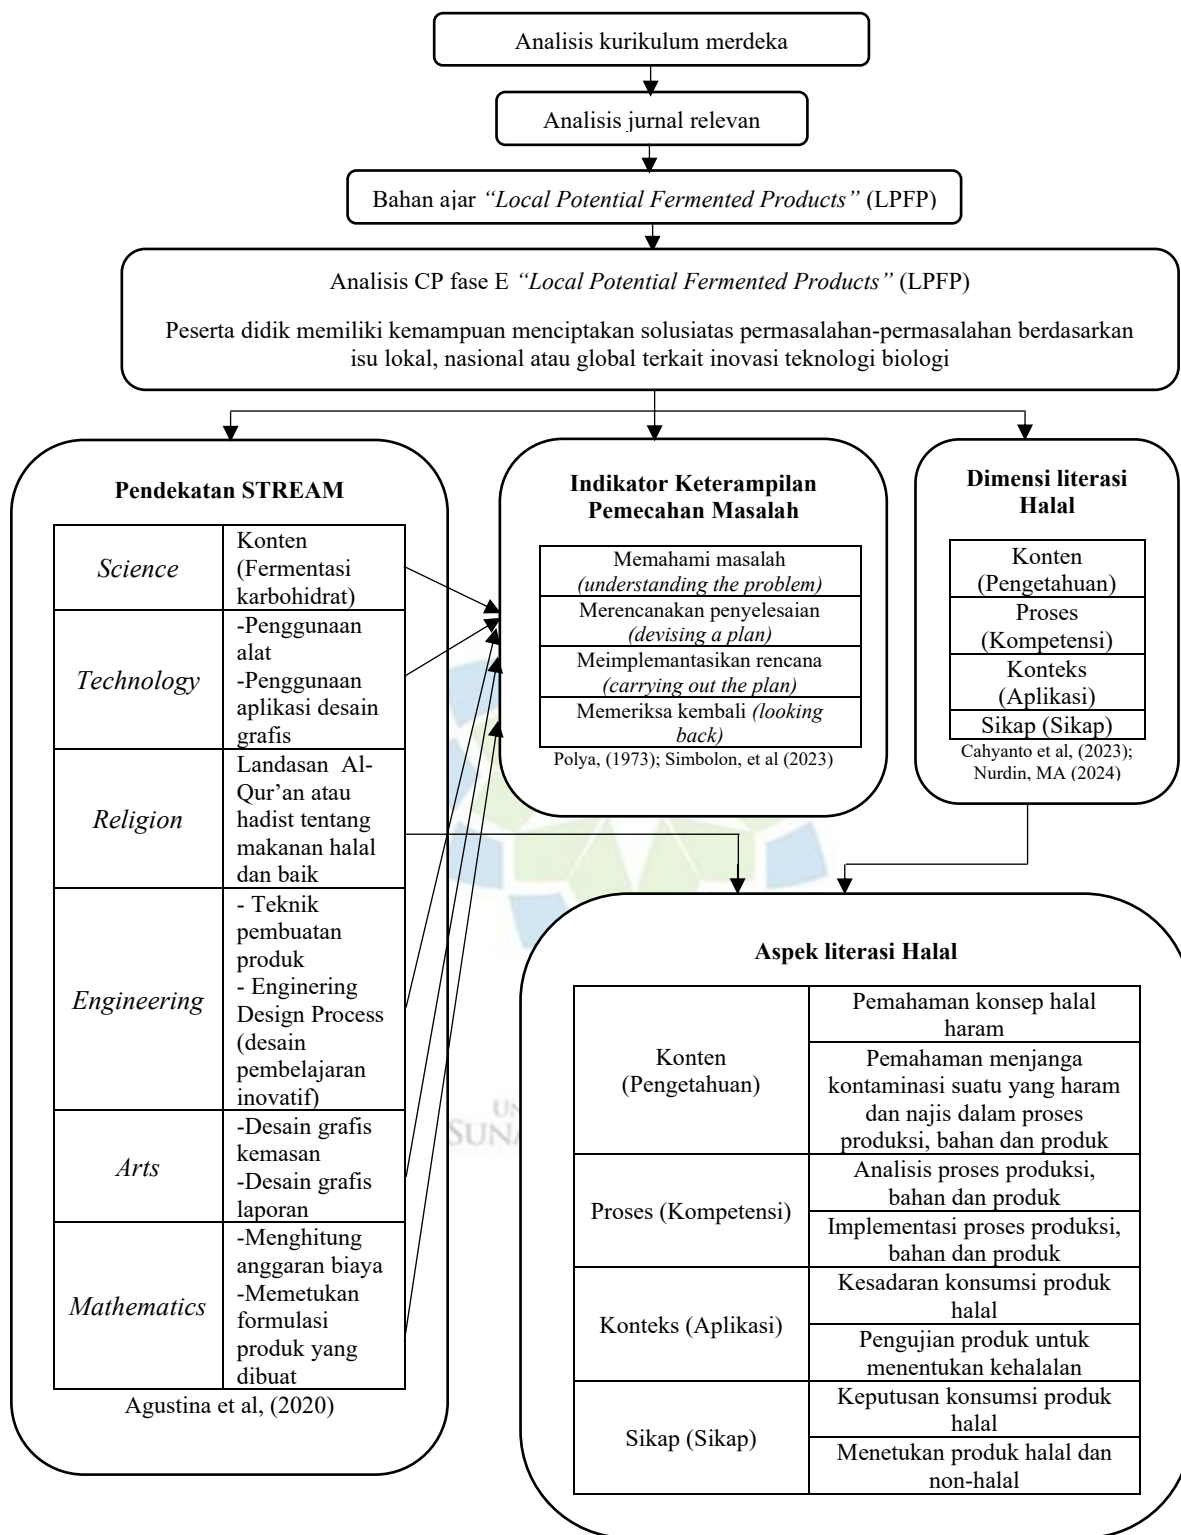 Analisis kurikulum merdeka
Analisis jurnal relevan
Bahan ajar “Local Potential Fermented Products” (LPFP)
Analisis CP fase E “Local Potential Fermented Products” (LPFP)
Peserta didik memiliki kemampuan menciptakan solusiatas permasalahan-permasalahan berdasarkan
isu lokal, nasional atau global terkait inovasi teknologi biologi
Pendekatan STREAM
Science
Konten
(Fermentasi
karbohidrat)
Technology
-Penggunaan
alat
-Penggunaan
aplikasi desain
grafis
Religion
Landasan Al-
Qur’an atau
hadist tentang
makanan halal
dan baik
Engineering
- Teknik
pembuatan
produk
- Enginering
Design Process
(desain
pembelajaran
inovatif)
Arts
-Desain grafis
kemasan
-Desain grafis
laporan
Mathematics
-Menghitung
anggaran biaya
-Memetukan
formulasi
produk yang
dibuat
Agustina et al, (2020)
Indikator Keterampilan
Pemecahan Masalah
Memahami masalah
(understanding the problem)
Merencanakan penyelesaian
(devising a plan)
Meimplemantasikan rencana
(carrying out the plan)
Memeriksa kembali (looking
back)
Polya, (1973); Simbolon, et al (2023)
Dimensi literasi
Halal
Konten
(Pengetahuan)
Proses
(Kompetensi)
Konteks
(Aplikasi)
Sikap (Sikap)
Cahyanto et al, (2023);
Nurdin, MA (2024)
Aspek literasi Halal
Konten
(Pengetahuan)
Pemahaman konsep halal
haram
Pemahaman menjanga
kontaminasi suatu yang haram
dan najis dalam proses
produksi, bahan dan produk
Proses (Kompetensi)
Analisis proses produksi,
bahan dan produk
Implementasi proses produksi,
bahan dan produk
Konteks (Aplikasi)
Kesadaran konsumsi produk
halal
Pengujian produk untuk
menentukan kehalalan
Sikap (Sikap)
Keputusan konsumsi produk
halal
Menetukan produk halal dan
non-halal